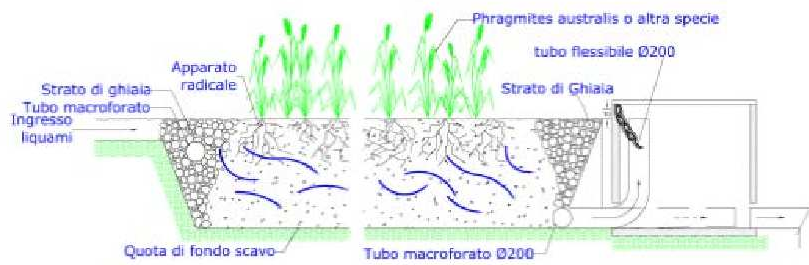 Phragmites australis o altra specie
tubo flessibile Ø200
Apparato
radicale
Strato di ghiaia
Strato di Ghiaia
Tubo macroforato
Ingresso
liquami
Quota di fondo scavo
Tubo macroforato Ø200